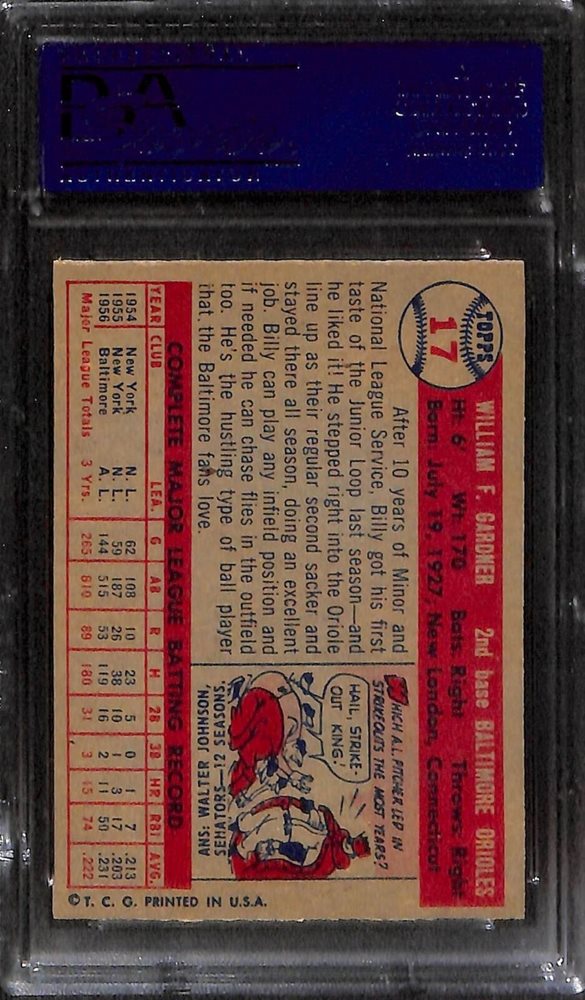 PSA
TOPPS
17
WILLIAM F. GARDNER 2nd base BALTIMORE ORIOLES
Ht: 6' Wt: 170 Bats: Right Throws: Right
Born: July 19, 1927, New London, Connecticut
After 10 years of Minor and
National League Service, Billy got his first
taste of the Junior Loop last season—and
he liked it! He stepped right into the Oriole
line up as their regular second sacker and
stayed there all season, doing an excellent
job. Billy can play any infield position and
if needed he can chase flies in the outfield
too. He's the hustling type of ball player
that the Baltimore fans love.
WHICH A.L. PITCHER LED IN
STRIKEOUTS THE MOST YEARS?
HAIL, STRIKE-
OUT KING!
ANS: WALTER JOHNSON,
SENATORS—12 SEASONS.
COMPLETE MAJOR LEAGUE BATTING RECORD
YEAR CLUB LEA. G AB R H 2B 3B HR RBI AVG.
1954 New York N. L. 62 108 10 23 5 0 1 7 .213
1955 New York N. L. 59 187 26 38 10 1 3 17 .203
1956 Baltimore A. L. 144 515 53 119 16 2 11 50 .231
Major League Totals 3 Yrs. 265 810 89 180 31 3 15 74 .222
© T. C. G. PRINTED IN U.S.A.